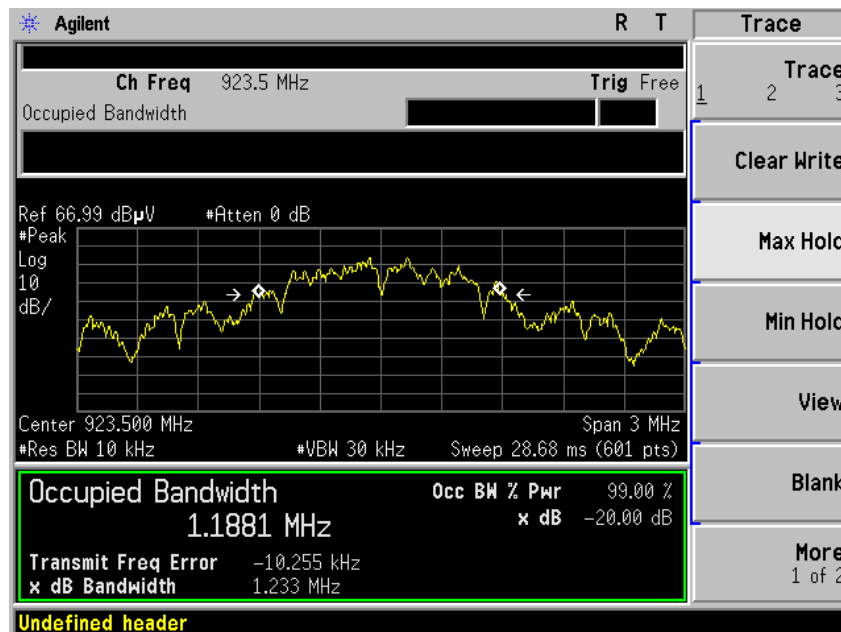 Agilent R T Trace
Ch Freq 923.5 MHz Trig Free
Occupied Bandwidth
Trace
1 2 3
Clear Write
Max Hold
Min Hold
View
Blank
More
1 of 2
Ref 66.99 dBµV #Atten 0 dB
#Peak
Log
10
dB/
Center 923.500 MHz Span 3 MHz
#Res BW 10 kHz #VBW 30 kHz Sweep 28.68 ms (601 pts)
Occupied Bandwidth Occ BW % Pwr 99.00 %
1.1881 MHz x dB -20.00 dB
Transmit Freq Error -10.255 kHz
x dB Bandwidth 1.233 MHz
Undefined header